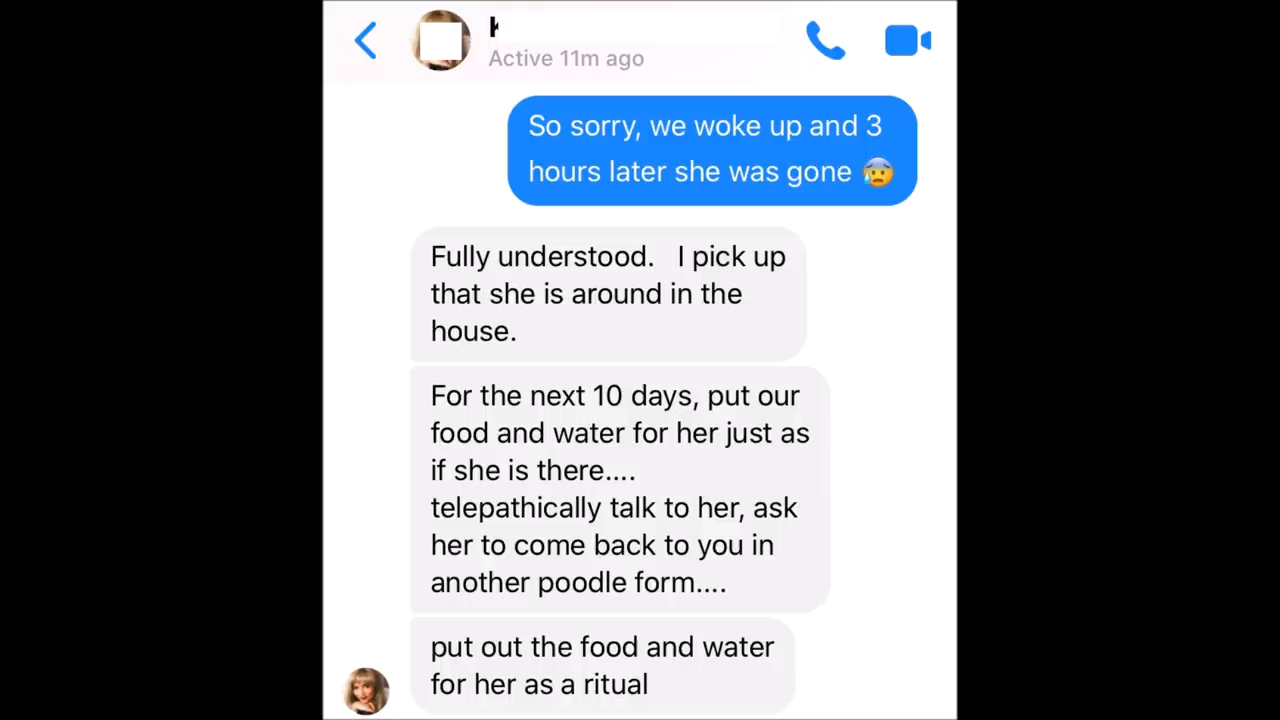 Active 11m ago
So sorry, we woke up and 3
hours later she was gone 😰
Fully understood.   I pick up
that she is around in the
house.
For the next 10 days, put our
food and water for her just as
if she is there....
telepathically talk to her, ask
her to come back to you in
another poodle form....
put out the food and water
for her as a ritual